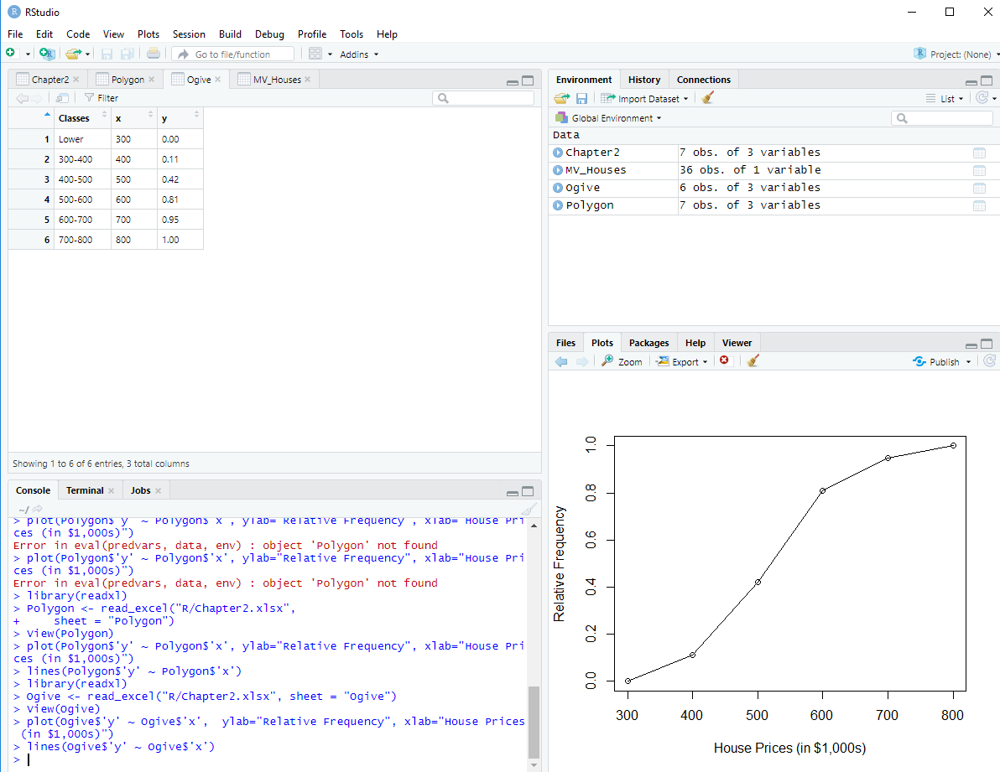 RStudio
File Edit Code View Plots Session Build Debug Profile Tools Help
Go to file/function Addins Project: (None)
Chapter2 Polygon Ogive MV_Houses
Filter
Classes x y
1 Lower 300 0.00
2 300-400 400 0.11
3 400-500 500 0.42
4 500-600 600 0.81
5 600-700 700 0.95
6 700-800 800 1.00
Showing 1 to 6 of 6 entries, 3 total columns
Console Terminal Jobs
~/
> plot(Polygon$'y' ~ Polygon$'x', ylab="Relative Frequency", xlab="House Pri
ces (in $1,000s)")
Error in eval(predvars, data, env) : object 'Polygon' not found
> plot(Polygon$'y' ~ Polygon$'x', ylab="Relative Frequency", xlab="House Pri
ces (in $1,000s)")
Error in eval(predvars, data, env) : object 'Polygon' not found
> library(readxl)
> Polygon <- read_excel("R/Chapter2.xlsx",
+     sheet = "Polygon")
> View(Polygon)
> plot(Polygon$'y' ~ Polygon$'x', ylab="Relative Frequency", xlab="House Pri
ces (in $1,000s)")
> lines(Polygon$'y' ~ Polygon$'x')
> library(readxl)
> Ogive <- read_excel("R/Chapter2.xlsx", sheet = "Ogive")
> View(Ogive)
> plot(Ogive$'y' ~ Ogive$'x',  ylab="Relative Frequency", xlab="House Prices
 (in $1,000s)")
> lines(Ogive$'y' ~ Ogive$'x')
>
Environment History Connections
Import Dataset List
Global Environment
Data
Chapter2 7 obs. of 3 variables
MV_Houses 36 obs. of 1 variable
Ogive 6 obs. of 3 variables
Polygon 7 obs. of 3 variables
Files Plots Packages Help Viewer
Zoom Export Publish
Relative Frequency
1.0
0.8
0.6
0.4
0.2
0.0
300 400 500 600 700 800
House Prices (in $1,000s)